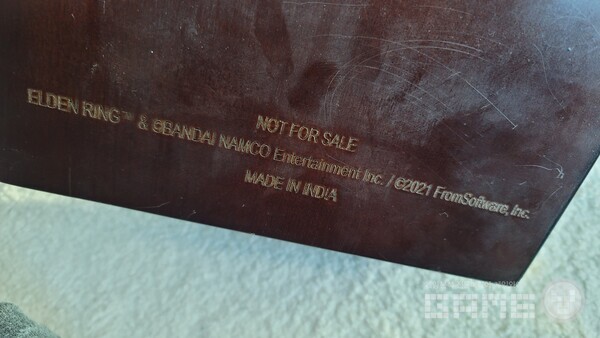 NOT FOR SALE
ELDEN RING™ & ©BANDAI NAMCO Entertainment Inc. / ©2021 FromSoftware, Inc.
MADE IN INDIA